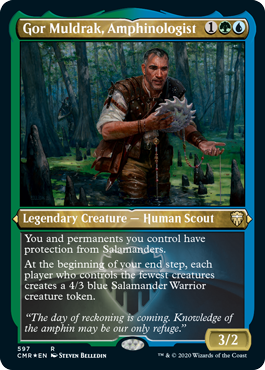 Gor Muldrak, Amphinologist 1
Legendary Creature — Human Scout
You and permanents you control have
protection from Salamanders.
At the beginning of your end step, each
player who controls the fewest creatures
creates a 4/3 blue Salamander Warrior
creature token.
"The day of reckoning is coming. Knowledge of
the amphin may be our only refuge."
3/2
597 R
CMR★EN Steven Belledin ™ & © 2020 Wizards of the Coast